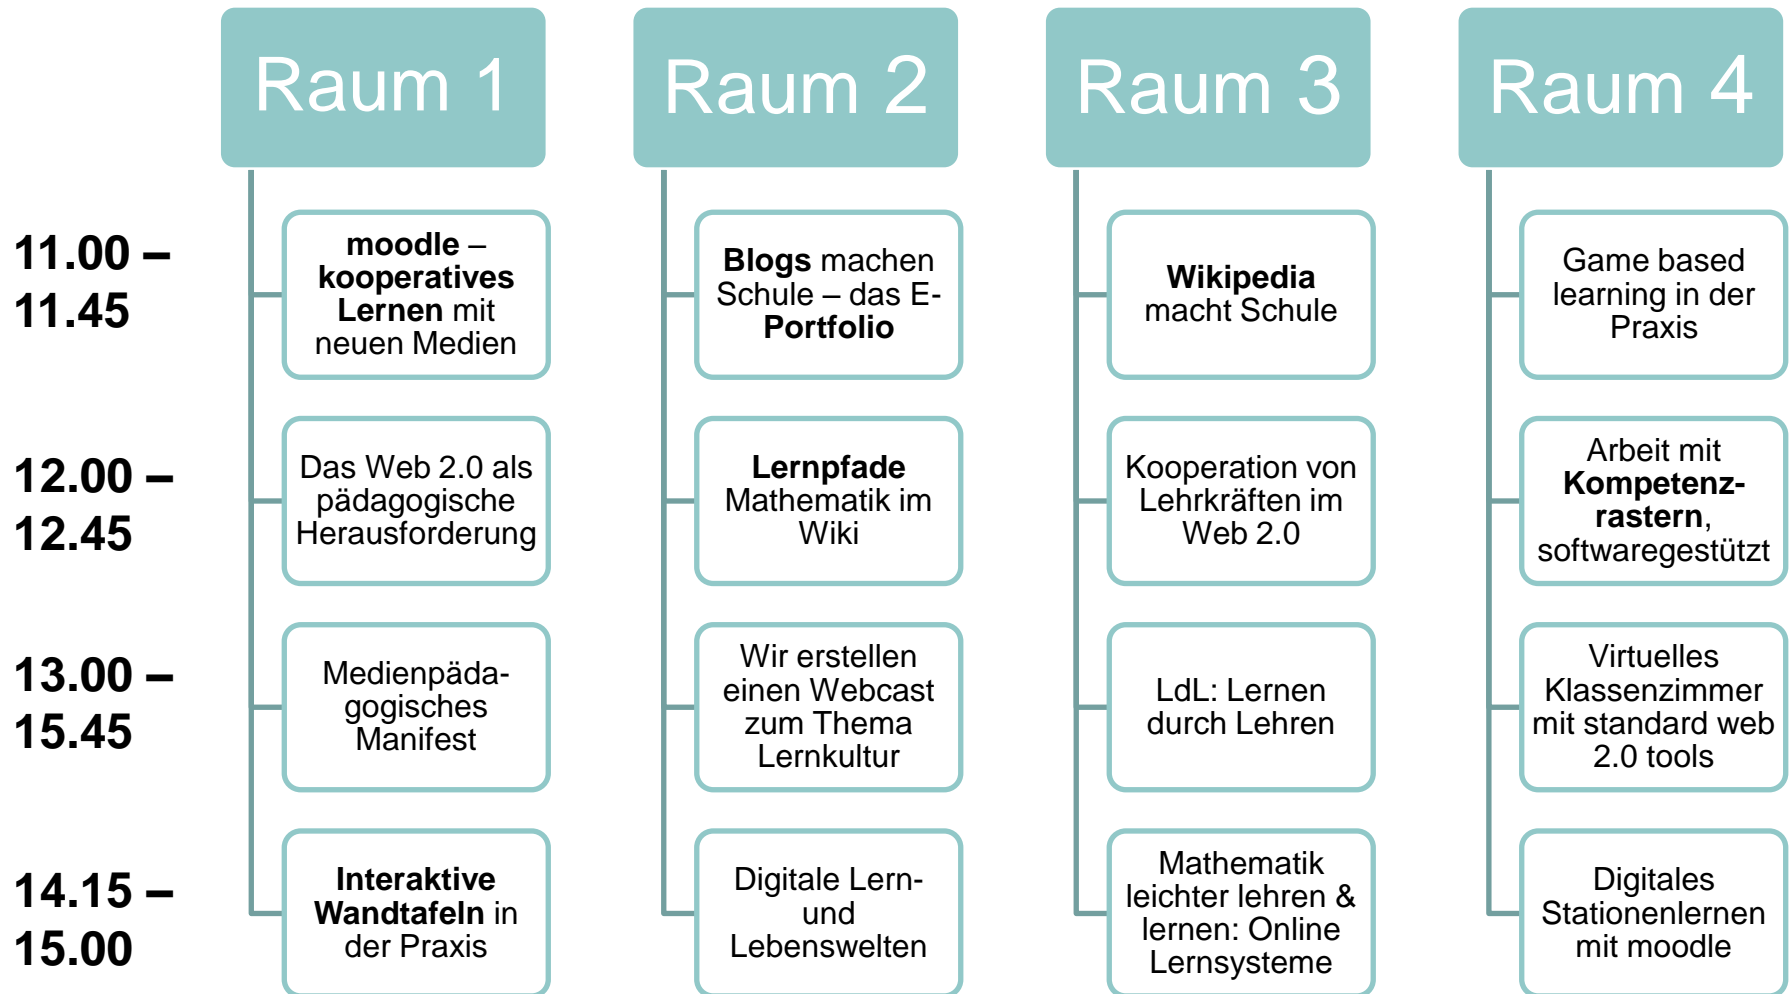 Raum 1
Raum 2
Raum 3
Raum 4
11.00 –
11.45
moodle –
kooperatives
Lernen mit
neuen Medien
Blogs machen
Schule – das E-
Portfolio
Wikipedia
macht Schule
Game based
learning in der
Praxis
12.00 –
12.45
Das Web 2.0 als
pädagogische
Herausforderung
Lernpfade
Mathematik im
Wiki
Kooperation von
Lehrkräften im
Web 2.0
Arbeit mit
Kompetenz-
rastern,
softwaregestützt
13.00 –
15.45
Medienpäda-
gogisches
Manifest
Wir erstellen
einen Webcast
zum Thema
Lernkultur
LdL: Lernen
durch Lehren
Virtuelles
Klassenzimmer
mit standard web
2.0 tools
14.15 –
15.00
Interaktive
Wandtafeln in
der Praxis
Digitale Lern-
und
Lebenswelten
Mathematik
leichter lehren &
lernen: Online
Lernsysteme
Digitales
Stationenlernen
mit moodle